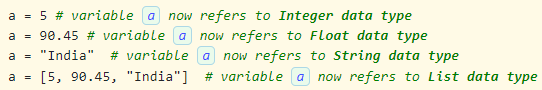 a = 5 # variable a now refers to Integer data type
a = 90.45 # variable a now refers to Float data type
a = "India"  # variable a now refers to String data type
a = [5, 90.45, "India"]  # variable a now refers to List data type